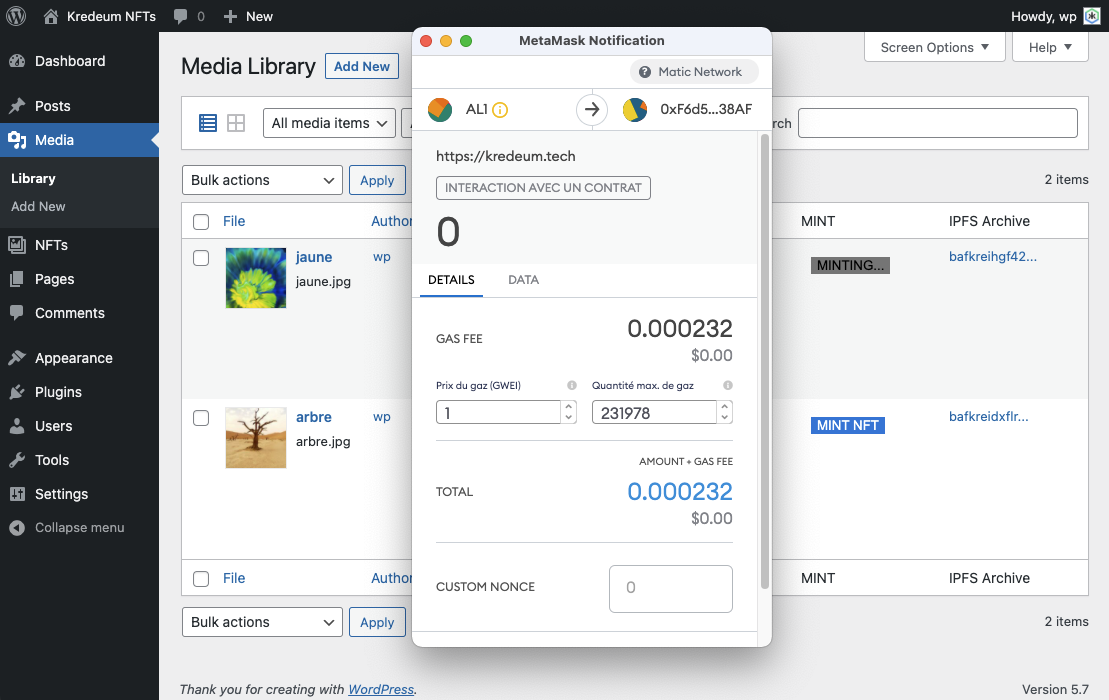 Kredeum NFTs
0
New
Howdy, wp
Dashboard
Posts
Media
Library
Add New
NFTs
Pages
Comments
Appearance
Plugins
Users
Tools
Settings
Collapse menu
Media Library
Add New
Screen Options
Help
All media items
Bulk actions
Apply
2 items
File
Author
MINT
IPFS Archive
jaune
wp
jaune.jpg
MINTING...
bafkreihgf42...
arbre
wp
arbre.jpg
MINT NFT
bafkreidxflr...
File
Author
MINT
IPFS Archive
Bulk actions
Apply
2 items
Thank you for creating with WordPress.
Version 5.7
MetaMask Notification
Matic Network
AL1
0xF6d5...38AF
https://kredeum.tech
INTERACTION AVEC UN CONTRAT
0
DETAILS
DATA
GAS FEE
0.000232
$0.00
Prix du gaz (GWEI)
Quantité max. de gaz
1
231978
AMOUNT + GAS FEE
TOTAL
0.000232
$0.00
CUSTOM NONCE
0